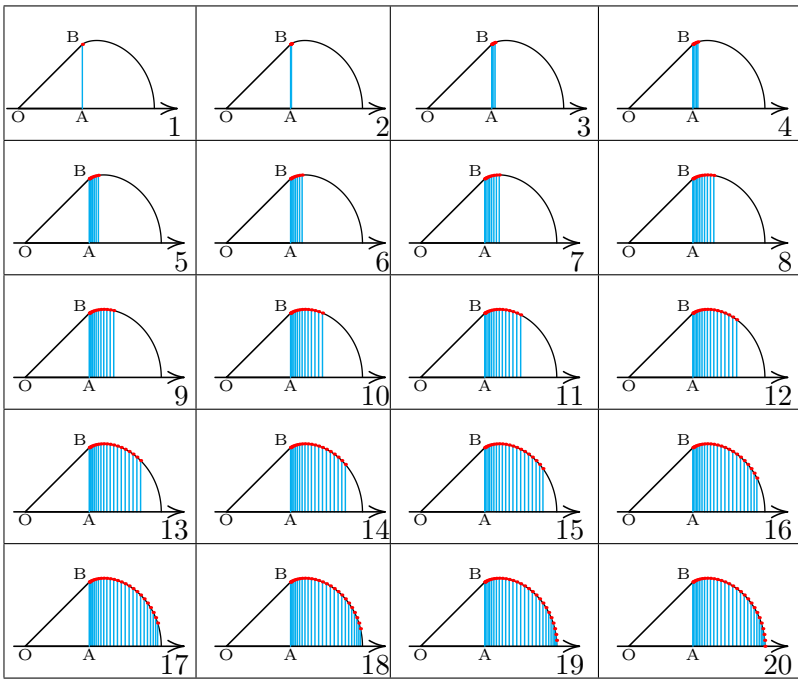 B
O A 1
B
O A 2
B
O A 3
B
O A 4
B
O A 5
B
O A 6
B
O A 7
B
O A 8
B
O A 9
B
O A 10
B
O A 11
B
O A 12
B
O A 13
B
O A 14
B
O A 15
B
O A 16
B
O A 17
B
O A 18
B
O A 19
B
O A 20